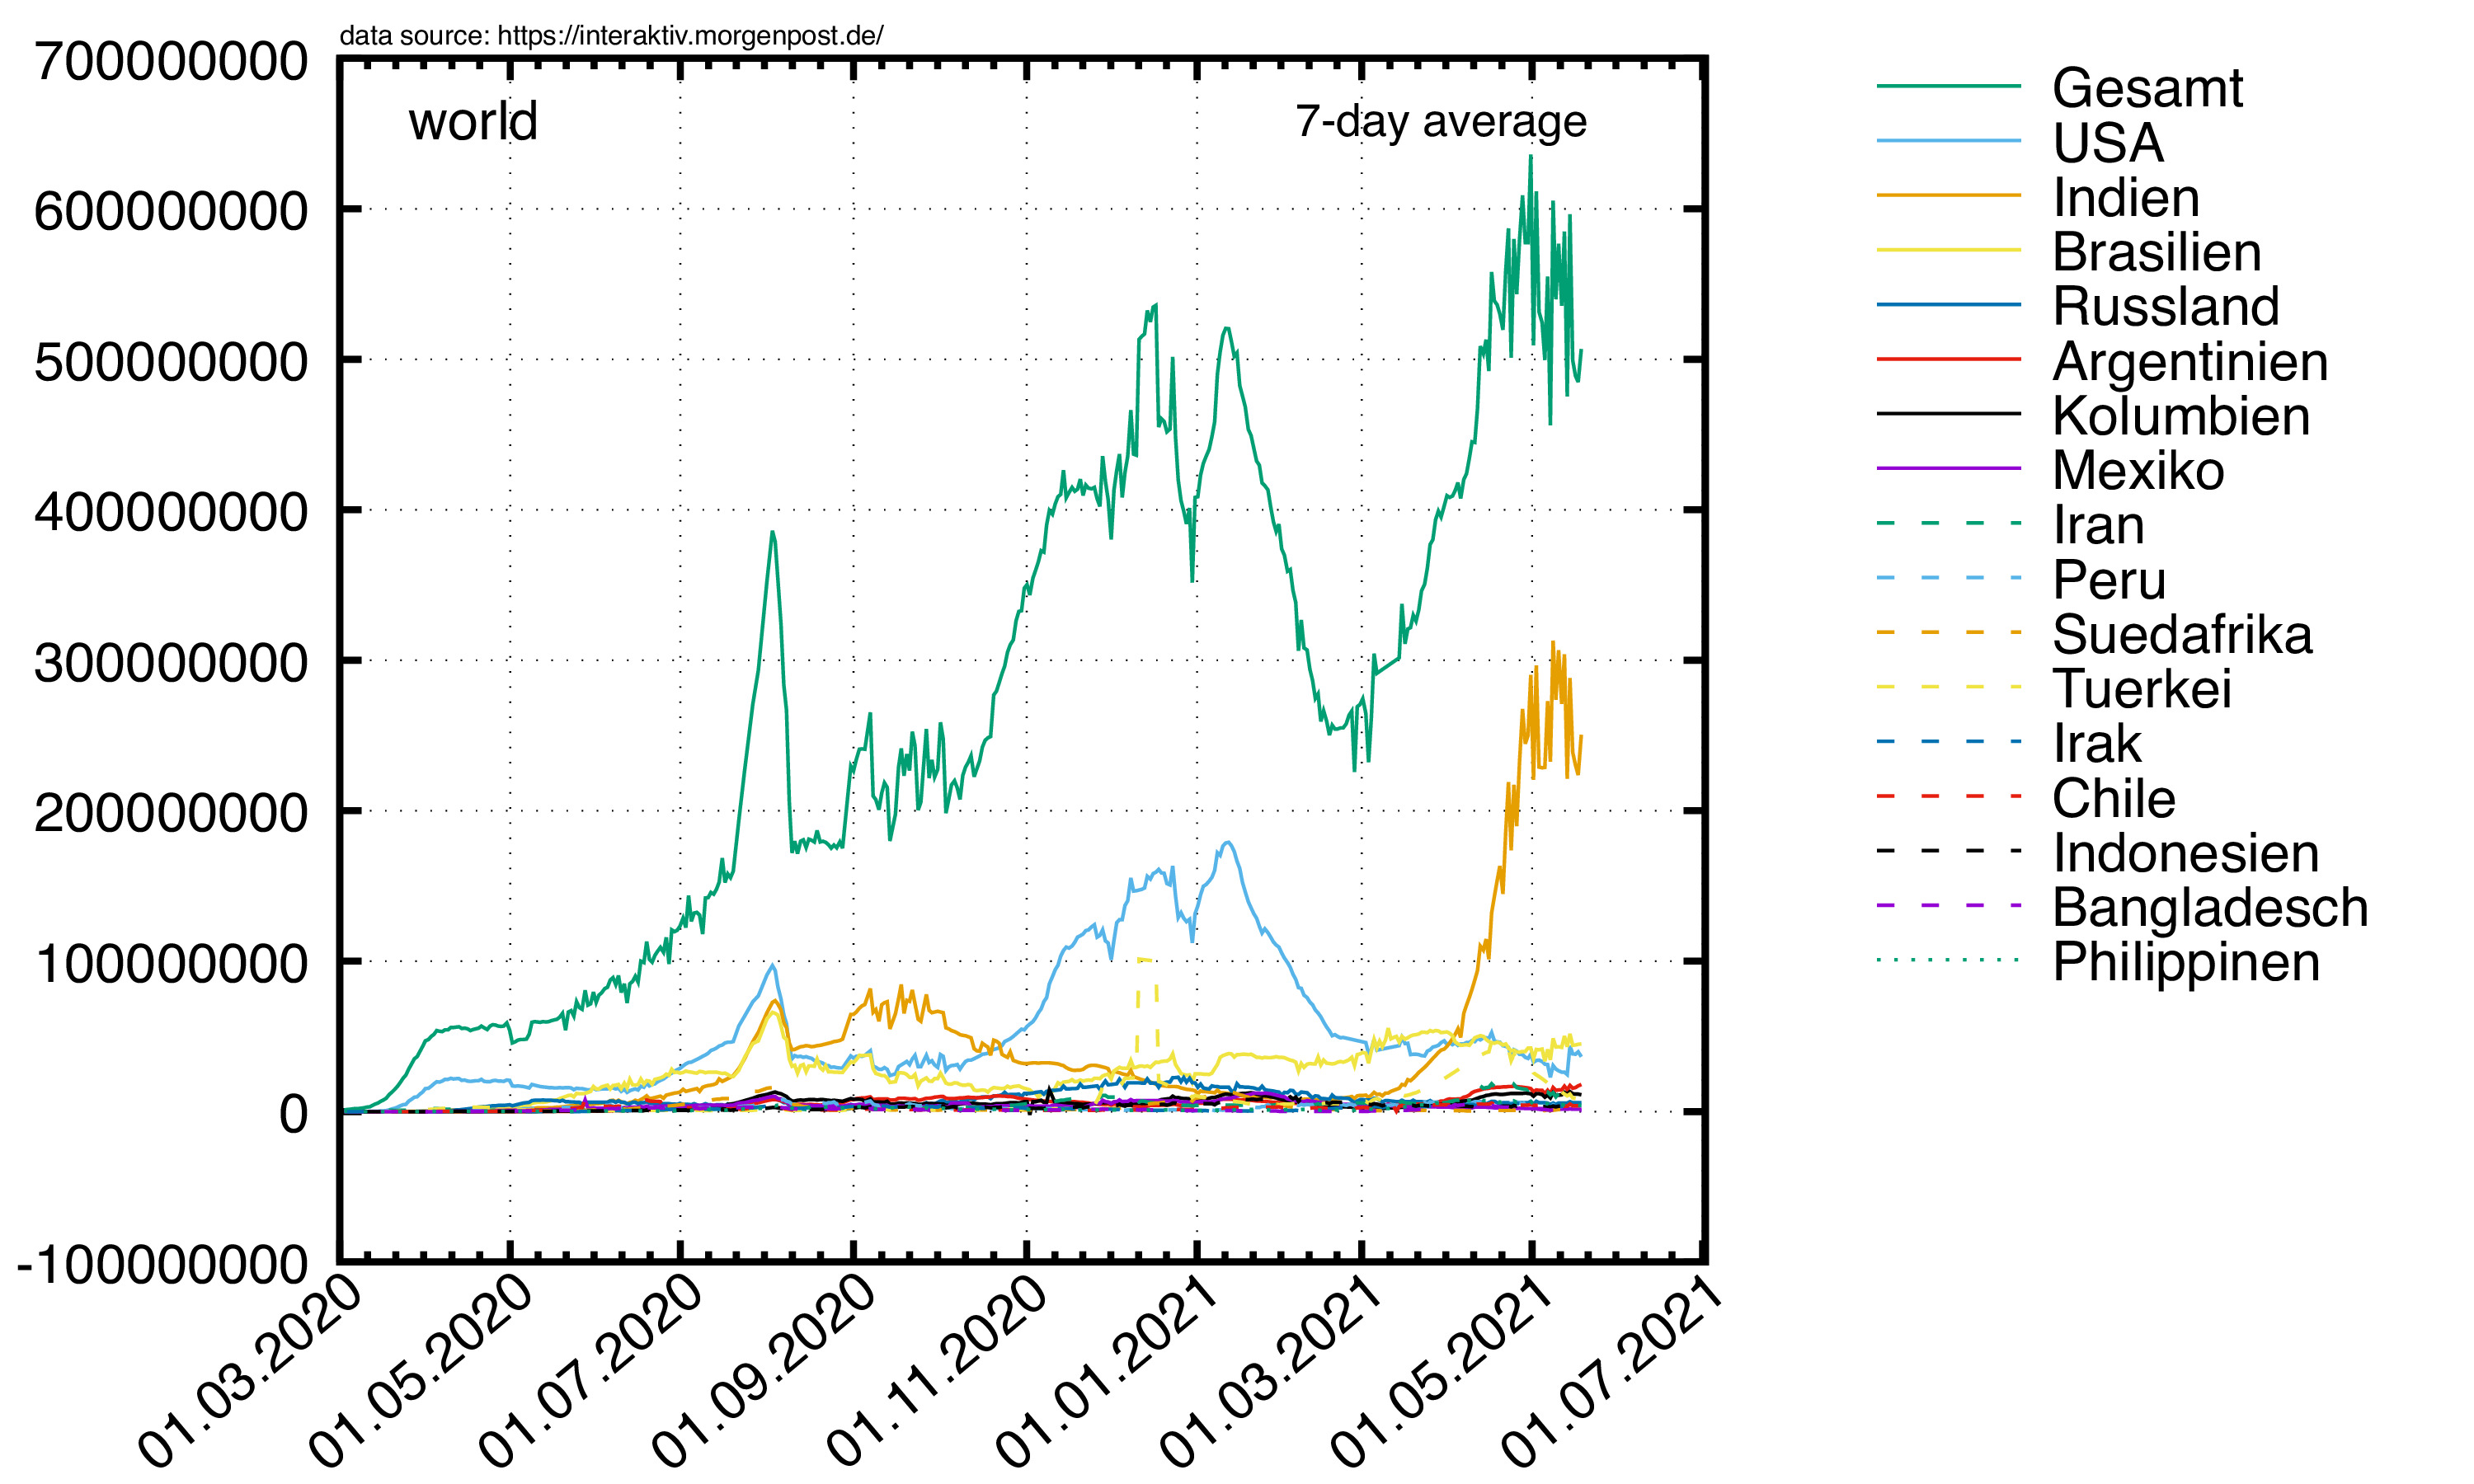 data source: https://interaktiv.morgenpost.de/
700000000
600000000
500000000
400000000
300000000
200000000
100000000
0
-100000000
world
7-day average
01.03.2020
01.05.2020
01.07.2020
01.09.2020
01.11.2020
01.01.2021
01.03.2021
01.05.2021
01.07.2021
Gesamt
USA
Indien
Brasilien
Russland
Argentinien
Kolumbien
Mexiko
Iran
Peru
Suedafrika
Tuerkei
Irak
Chile
Indonesien
Bangladesch
Philippinen